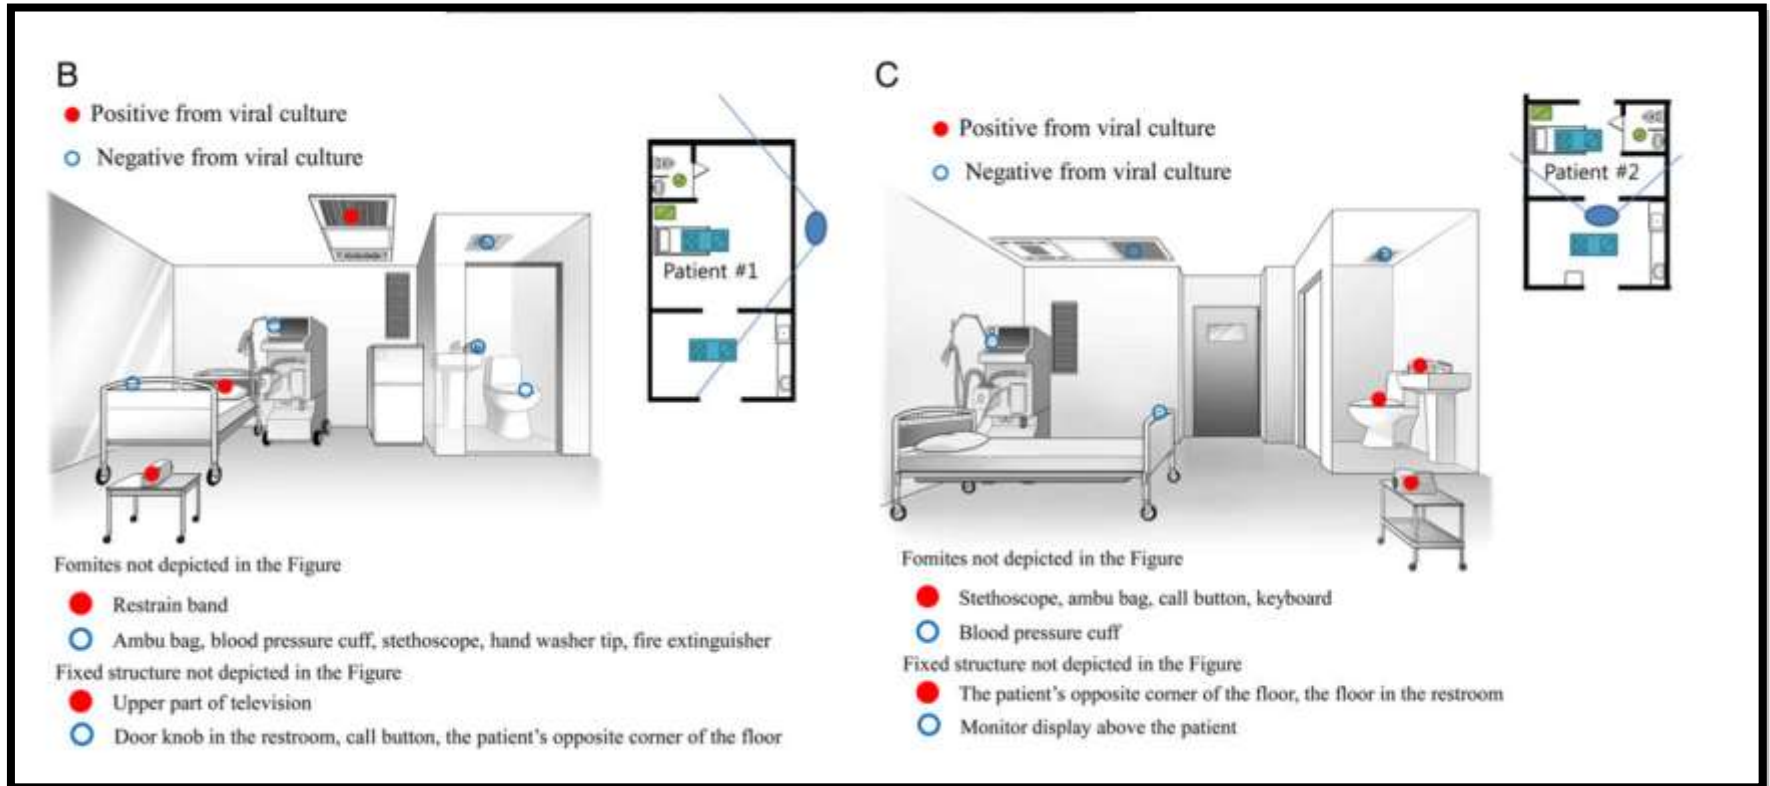 B
Positive from viral culture
Negative from viral culture
Patient #1
Fomites not depicted in the Figure
Restrain band
Ambu bag, blood pressure cuff, stethoscope, hand washer tip, fire extinguisher
Fixed structure not depicted in the Figure
Upper part of television
Door knob in the restroom, call button, the patient's opposite corner of the floor
C
Positive from viral culture
Negative from viral culture
Patient #2
Fomites not depicted in the Figure
Stethoscope, ambu bag, call button, keyboard
Blood pressure cuff
Fixed structure not depicted in the Figure
The patient's opposite corner of the floor, the floor in the restroom
Monitor display above the patient